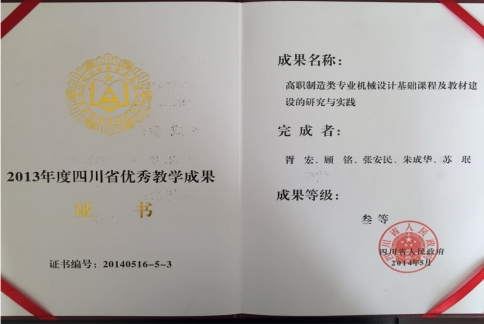 2013年度四川省优秀教学成果
证 书
证书编号：20140516-5-3
成果名称：
高职制造类专业机械设计基础课程及教材建
设的研究与实践
完 成 者：
胥 宏、顾 铭、张安民、朱成华、苏 珉
成果等级：
叁等
四川省人民政府
2014年5月